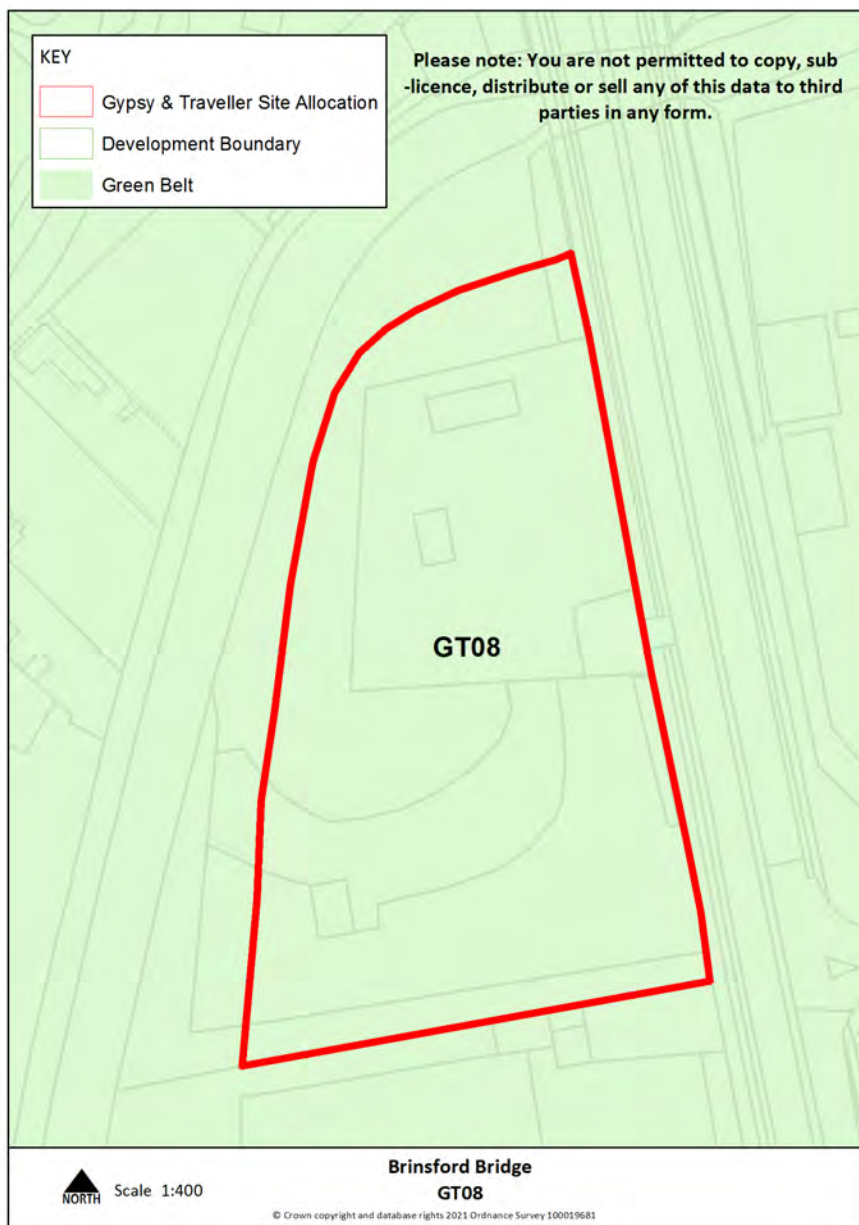 KEY
Gypsy & Traveller Site Allocation
Development Boundary
Green Belt
Please note: You are not permitted to copy, sub
-licence, distribute or sell any of this data to third
parties in any form.
GT08
NORTH
Scale 1:400
Brinsford Bridge
GT08
© Crown copyright and database rights 2021 Ordnance Survey 100019681